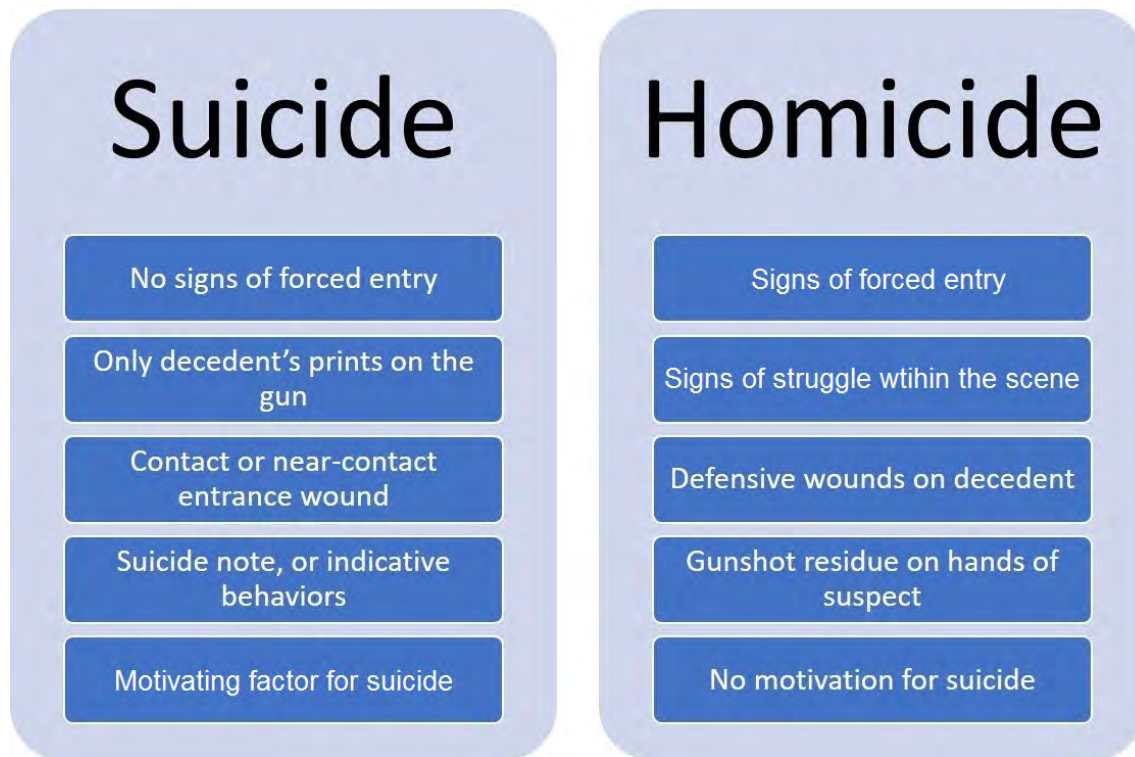 Suicide
No signs of forced entry
Only decedent's prints on the
gun
Contact or near-contact
entrance wound
Suicide note, or indicative
behaviors
Motivating factor for suicide
Homicide
Signs of forced entry
Signs of struggle wtihin the scene
Defensive wounds on decedent
Gunshot residue on hands of
suspect
No motivation for suicide